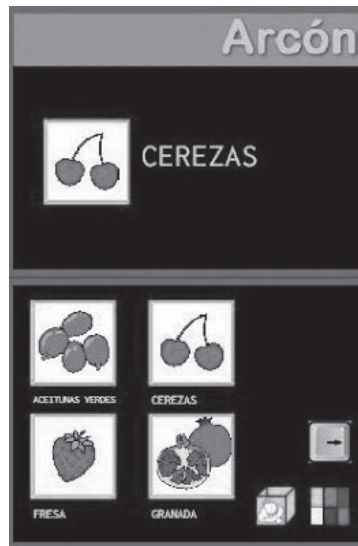 Arcón
CEREZAS
ACEITUNAS VERDES
CEREZAS
FRESA
GRANADA